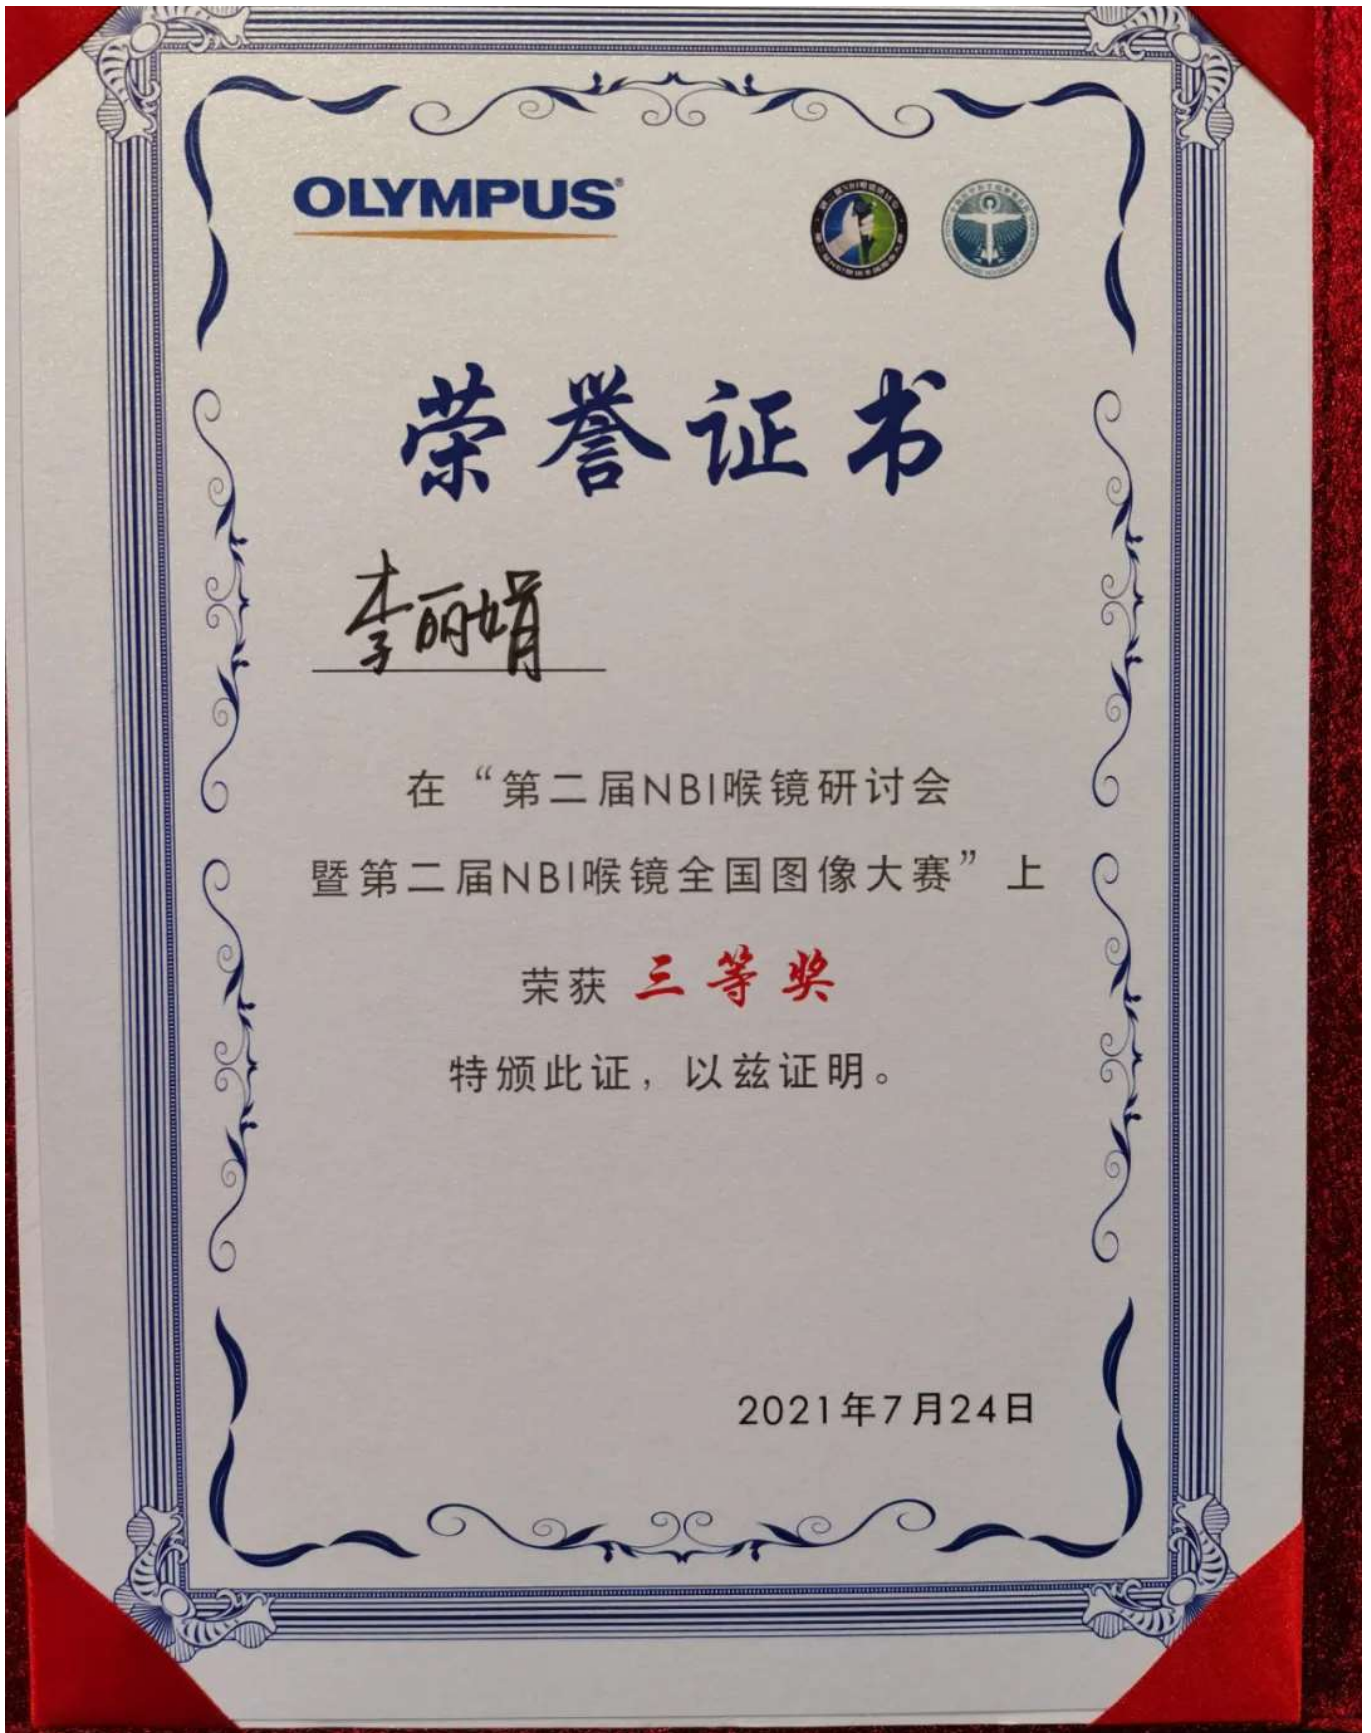 OLYMPUS®
荣誉证书
李丽娟
在“第二届NBI喉镜研讨会
暨第二届NBI喉镜全国图像大赛”上
荣获 三等奖
特颁此证，以兹证明。
2021年7月24日